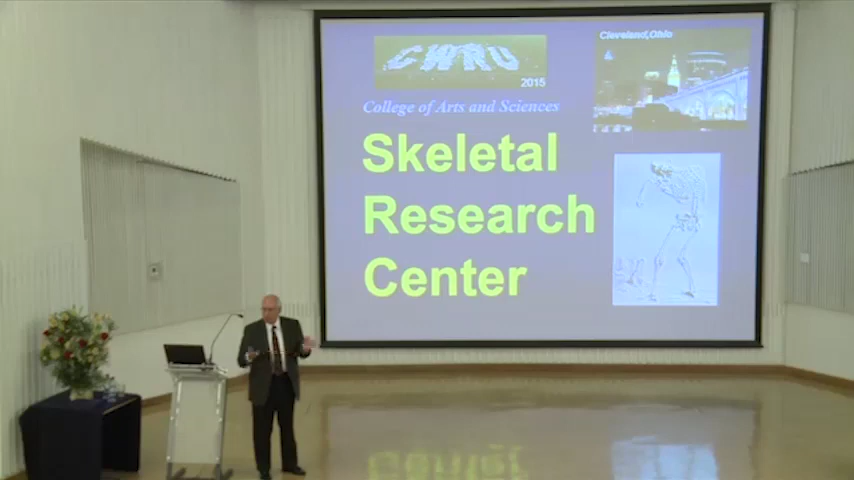 CWRU
2015
College of Arts and Sciences
Skeletal
Research
Center
Cleveland, Ohio